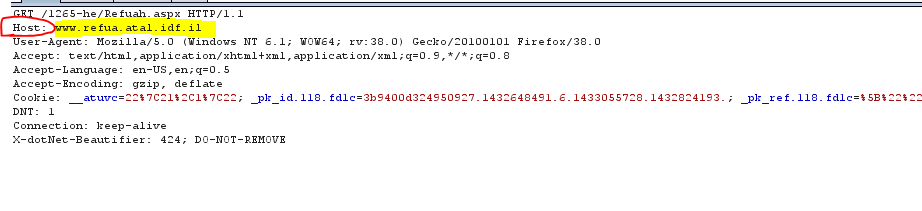 GET /1265-he/Refuah.aspx HTTP/1.1
Host: www.refua.atal.idf.il
User-Agent: Mozilla/5.0 (Windows NT 6.1; WOW64; rv:38.0) Gecko/20100101 Firefox/38.0
Accept: text/html,application/xhtml+xml,application/xml;q=0.9,*/*;q=0.8
Accept-Language: en-US,en;q=0.5
Accept-Encoding: gzip, deflate
Cookie: __atuvc=22%7C21%2C1%7C22; _pk_id.118.fd1c=3b9400d324950927.1432648491.6.1433055728.1432824193.; _pk_ref.118.fd1c=%5B%22%22
DNT: 1
Connection: keep-alive
X-dotNet-Beautifier: 424; DO-NOT-REMOVE